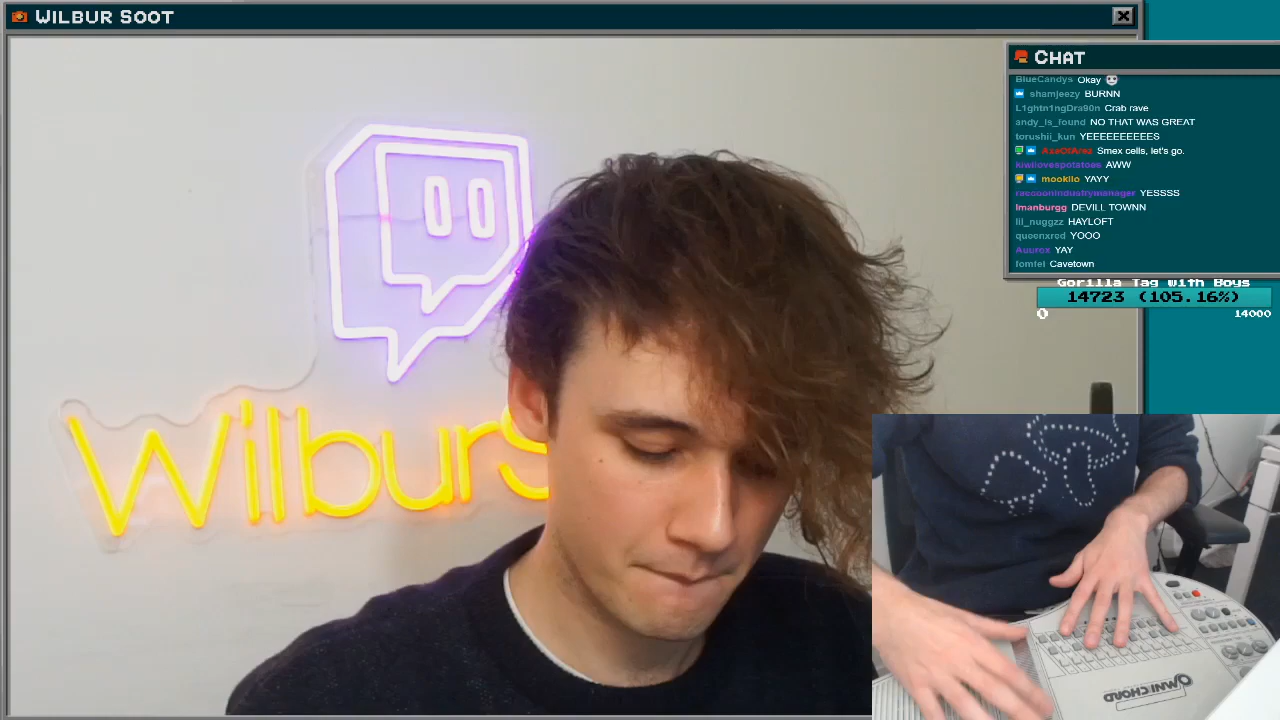 WILBUR SOOT
WilburS
CHAT
BlueCandys Okay
shamjeezy BURNN
L1ghtn1ngDra90n Crab rave
andy_is_found NO THAT WAS GREAT
torushii_kun YEEEEEEEEEES
Smex cells, let's go.
kiwilovespotatoes AWW
mookilo YAYY
raccoonindustrymanager YESSSS
lmanburgg DEVILL TOWNN
lil_nuggzz HAYLOFT
queenxred YOOO
Auurox YAY
fomfel Cavetown
Gorilla Tag with Boys
14723 (105.16%)
0
14000
OMNICHORD